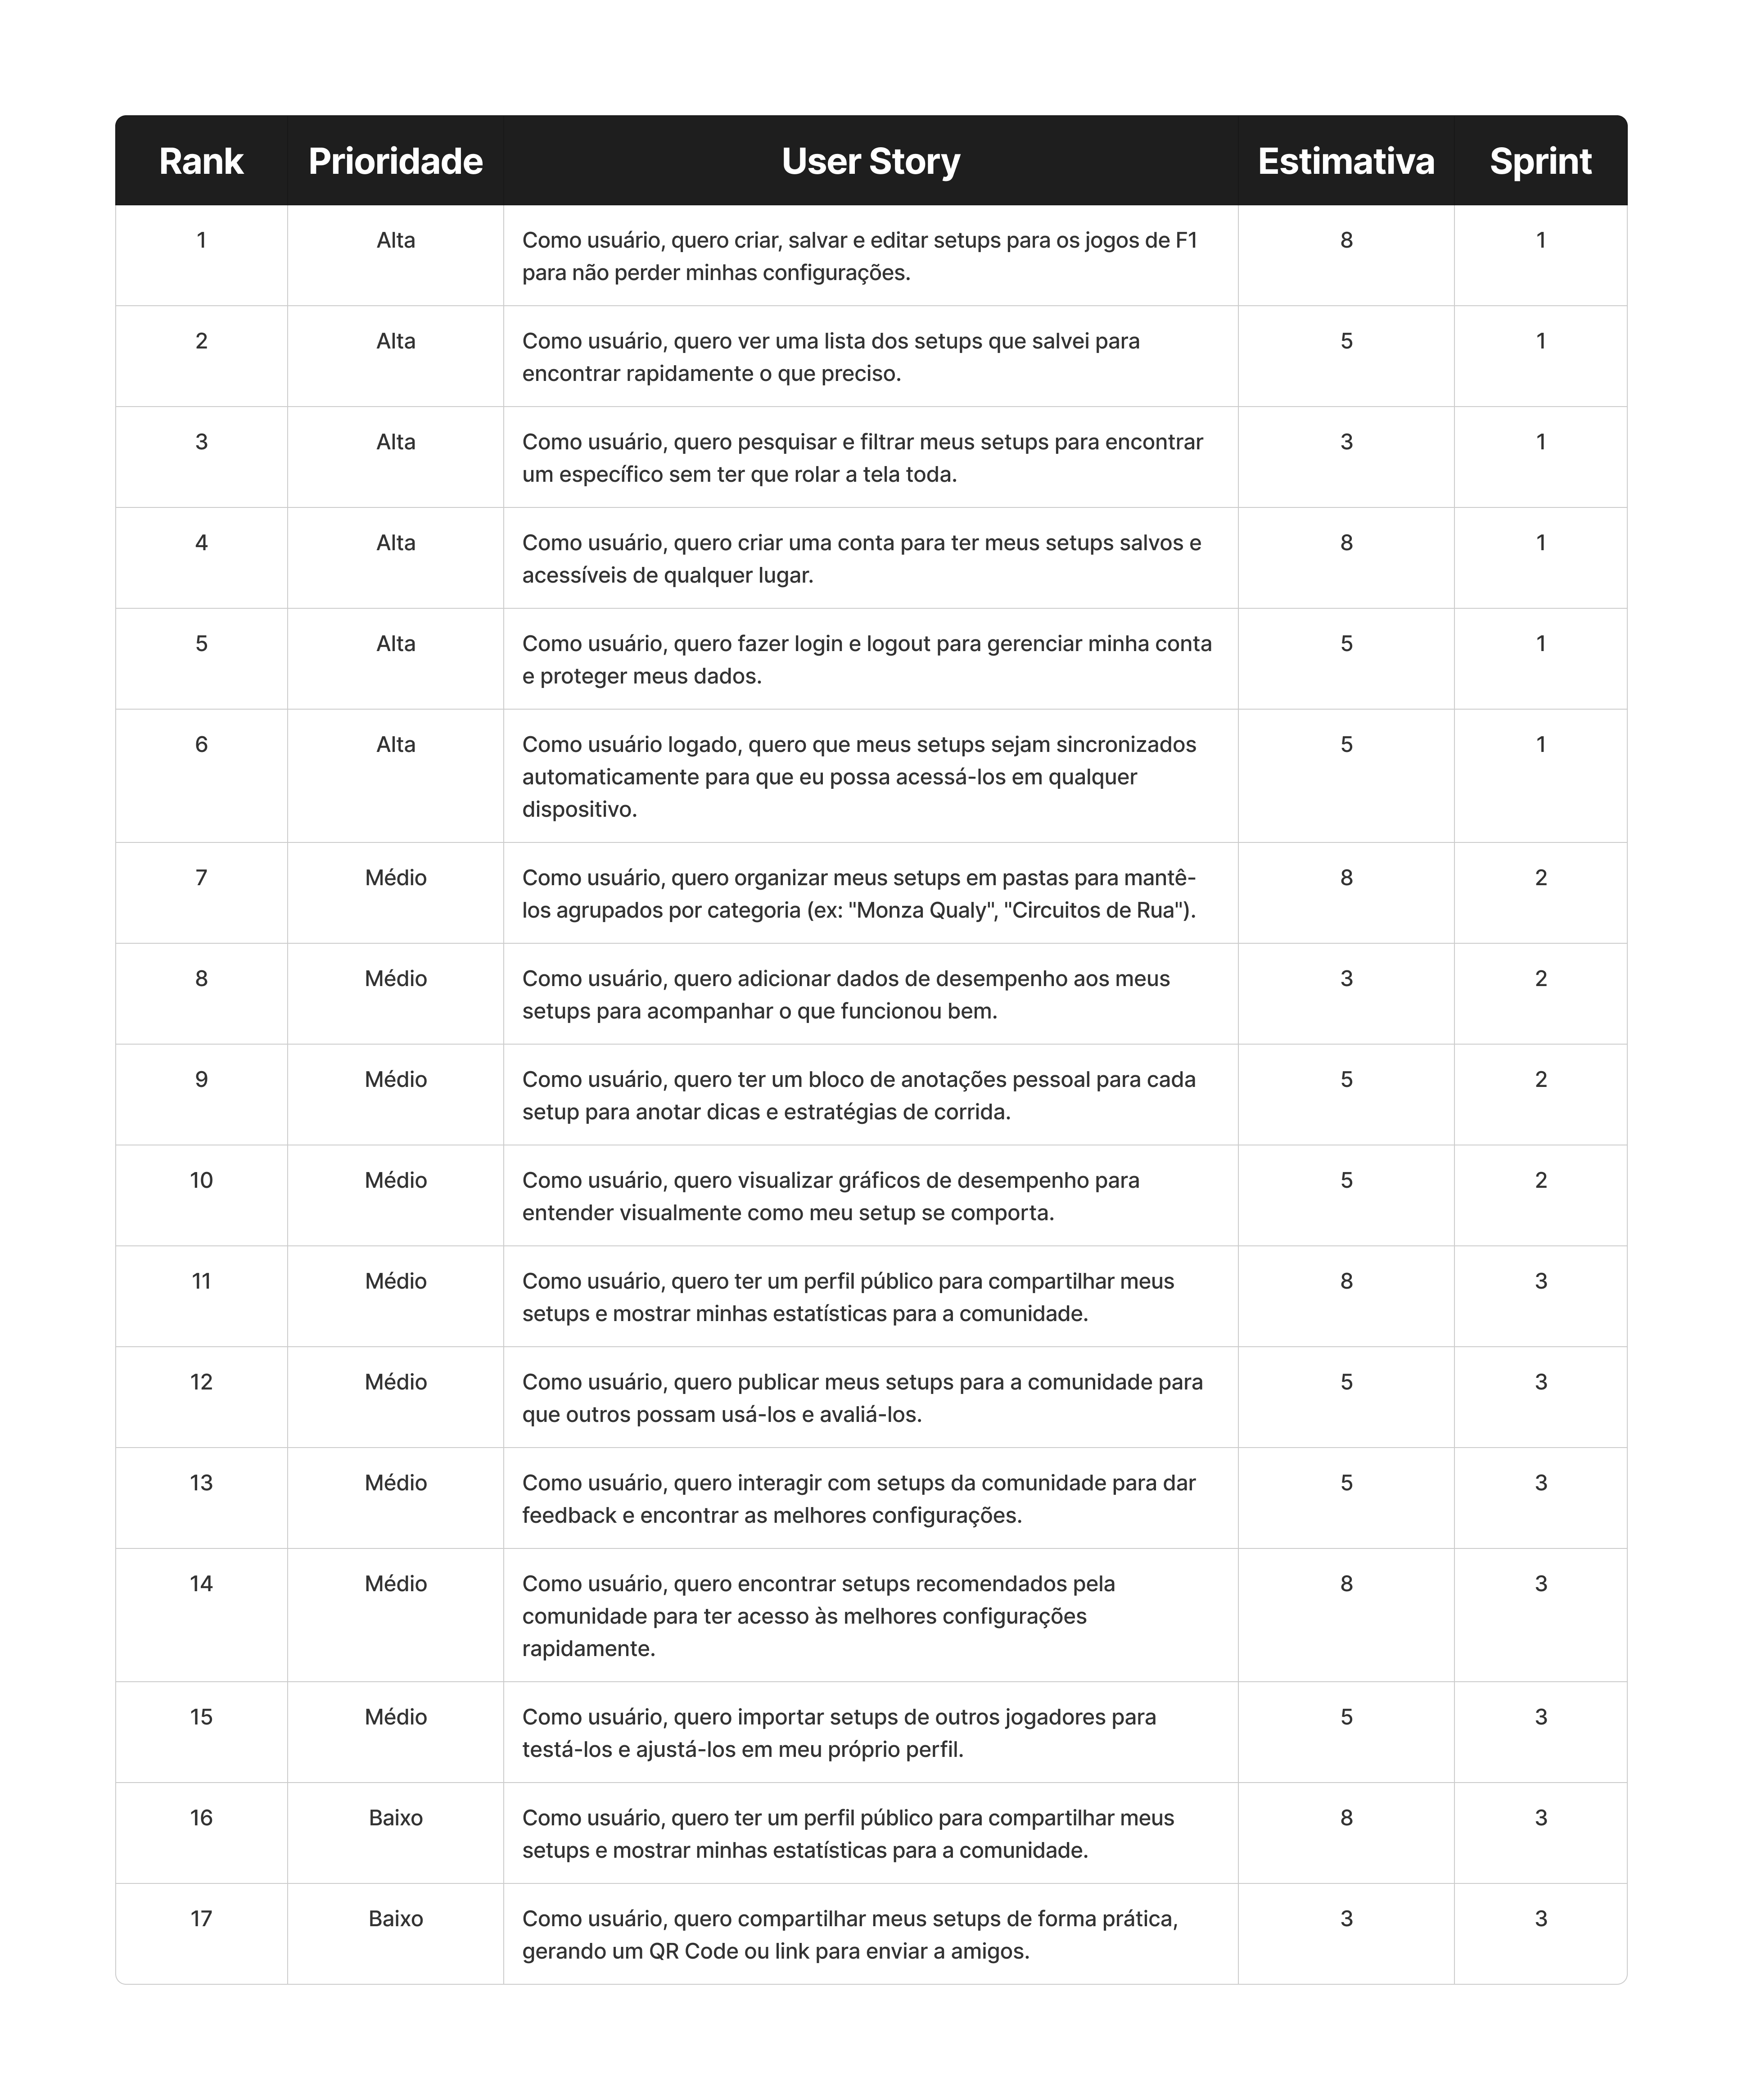 Rank Prioridade User Story Estimativa Sprint
1 Alta Como usuário, quero criar, salvar e editar setups para os jogos de F1 8 1
para não perder minhas configurações.
2 Alta Como usuário, quero ver uma lista dos setups que salvei para 5 1
encontrar rapidamente o que preciso.
3 Alta Como usuário, quero pesquisar e filtrar meus setups para encontrar 3 1
um específico sem ter que rolar a tela toda.
4 Alta Como usuário, quero criar uma conta para ter meus setups salvos e 8 1
acessíveis de qualquer lugar.
5 Alta Como usuário, quero fazer login e logout para gerenciar minha conta 5 1
e proteger meus dados.
6 Alta Como usuário logado, quero que meus setups sejam sincronizados 5 1
automaticamente para que eu possa acessá-los em qualquer
dispositivo.
7 Médio Como usuário, quero organizar meus setups em pastas para mantê- 8 2
los agrupados por categoria (ex: "Monza Qualy", "Circuitos de Rua").
8 Médio Como usuário, quero adicionar dados de desempenho aos meus 3 2
setups para acompanhar o que funcionou bem.
9 Médio Como usuário, quero ter um bloco de anotações pessoal para cada 5 2
setup para anotar dicas e estratégias de corrida.
10 Médio Como usuário, quero visualizar gráficos de desempenho para 5 2
entender visualmente como meu setup se comporta.
11 Médio Como usuário, quero ter um perfil público para compartilhar meus 8 3
setups e mostrar minhas estatísticas para a comunidade.
12 Médio Como usuário, quero publicar meus setups para a comunidade para 5 3
que outros possam usá-los e avaliá-los.
13 Médio Como usuário, quero interagir com setups da comunidade para dar 5 3
feedback e encontrar as melhores configurações.
14 Médio Como usuário, quero encontrar setups recomendados pela 8 3
comunidade para ter acesso às melhores configurações
rapidamente.
15 Médio Como usuário, quero importar setups de outros jogadores para 5 3
testá-los e ajustá-los em meu próprio perfil.
16 Baixo Como usuário, quero ter um perfil público para compartilhar meus 8 3
setups e mostrar minhas estatísticas para a comunidade.
17 Baixo Como usuário, quero compartilhar meus setups de forma prática, 3 3
gerando um QR Code ou link para enviar a amigos.